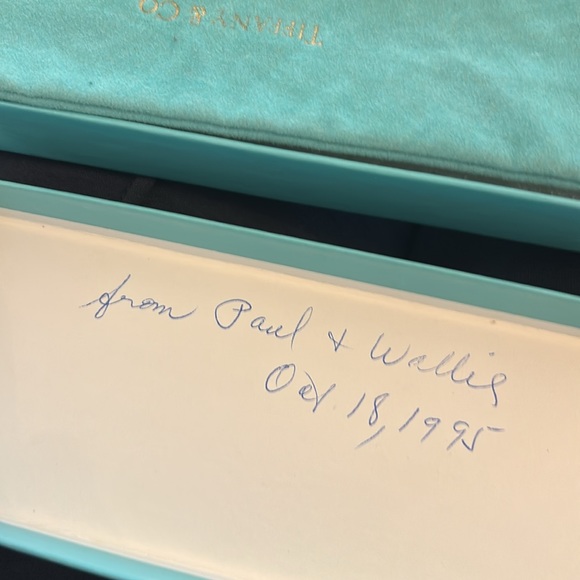 TIFFANY & CO
from Paul & Wallis
Oct. 18, 1995